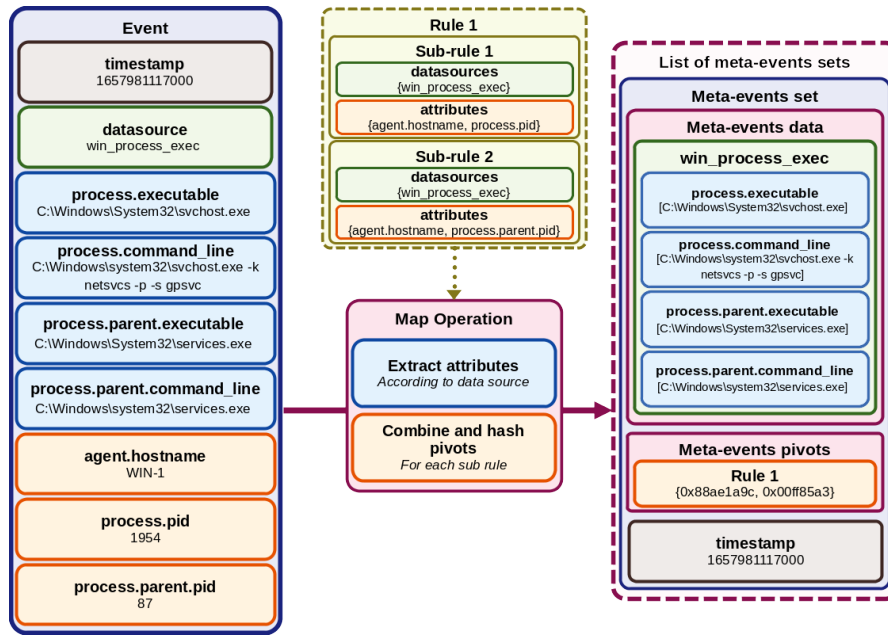 Event
timestamp
1657981117000
datasource
win_process_exec
process.executable
C:\Windows\System32\svchost.exe
process.command_line
C:\Windows\system32\svchost.exe -k
netsvcs -p -s gpsvc
process.parent.executable
C:\Windows\System32\services.exe
process.parent.command_line
C:\Windows\system32\services.exe
agent.hostname
WIN-1
process.pid
1954
process.parent.pid
87
Rule 1
Sub-rule 1
datasources
{win_process_exec}
attributes
{agent.hostname, process.pid}
Sub-rule 2
datasources
{win_process_exec}
attributes
{agent.hostname, process.parent.pid}
Map Operation
Extract attributes
According to data source
Combine and hash
pivots
For each sub rule
List of meta-events sets
Meta-events set
Meta-events data
win_process_exec
process.executable
[C:\Windows\System32\svchost.exe]
process.command_line
[C:\Windows\system32\svchost.exe -k
netsvcs -p -s gpsvc]
process.parent.executable
[C:\Windows\System32\services.exe]
process.parent.command_line
[C:\Windows\system32\services.exe]
Meta-events pivots
Rule 1
{0x88ae1a9c, 0x00ff85a3}
timestamp
1657981117000